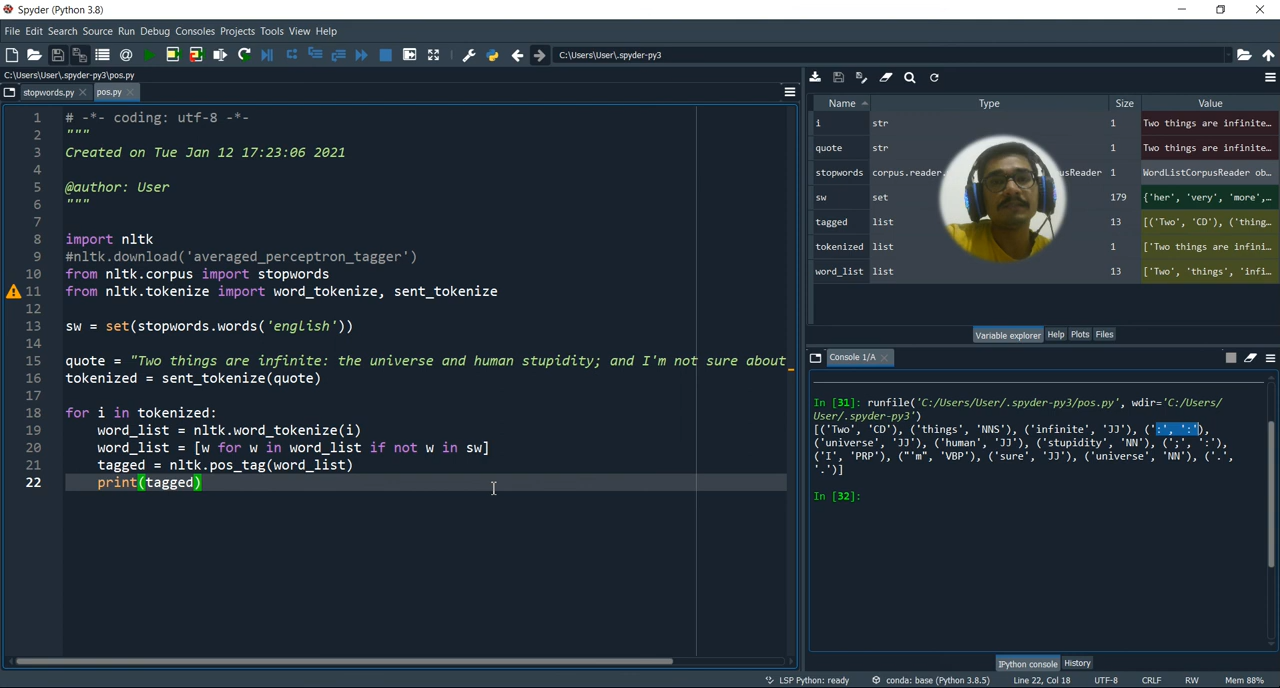 Spyder (Python 3.8)
File Edit Search Source Run Debug Consoles Projects Tools View Help
C:\Users\User\.spyder-py3
C:\Users\User\.spyder-py3\pos.py
stopwords.py pos.py
1 # -*- coding: utf-8 -*-
2 """
3 Created on Tue Jan 12 17:23:06 2021
4
5 @author: User
6 """
7
8 import nltk
9 #nltk.download('averaged_perceptron_tagger')
10 from nltk.corpus import stopwords
11 from nltk.tokenize import word_tokenize, sent_tokenize
12
13 sw = set(stopwords.words('english'))
14
15 quote = "Two things are infinite: the universe and human stupidity; and I'm not sure about
16 tokenized = sent_tokenize(quote)
17
18 for i in tokenized:
19 word_list = nltk.word_tokenize(i)
20 word_list = [w for w in word_list if not w in sw]
21 tagged = nltk.pos_tag(word_list)
22 print(tagged)
Name Type Size Value
i str 1 Two things are infinite…
quote str 1 Two things are infinite…
stopwords corpus.reader. usReader 1 WordListCorpusReader ob…
sw set 179 {'her', 'very', 'more',…
tagged list 13 [('Two', 'CD'), ('thing…
tokenized list 1 ['Two things are infini…
word_list list 13 ['Two', 'things', 'infi…
Variable explorer Help Plots Files
Console 1/A
In [31]: runfile('C:/Users/User/.spyder-py3/pos.py', wdir='C:/Users/
User/.spyder-py3')
[('Two', 'CD'), ('things', 'NNS'), ('infinite', 'JJ'), (':', ':'),
('universe', 'JJ'), ('human', 'JJ'), ('stupidity', 'NN'), (';', ':'),
('I', 'PRP'), ("'m", 'VBP'), ('sure', 'JJ'), ('universe', 'NN'), ('.',
'.')]
In [32]:
IPython console History
LSP Python: ready conda: base (Python 3.8.5) Line 22, Col 18 UTF-8 CRLF RW Mem 88%